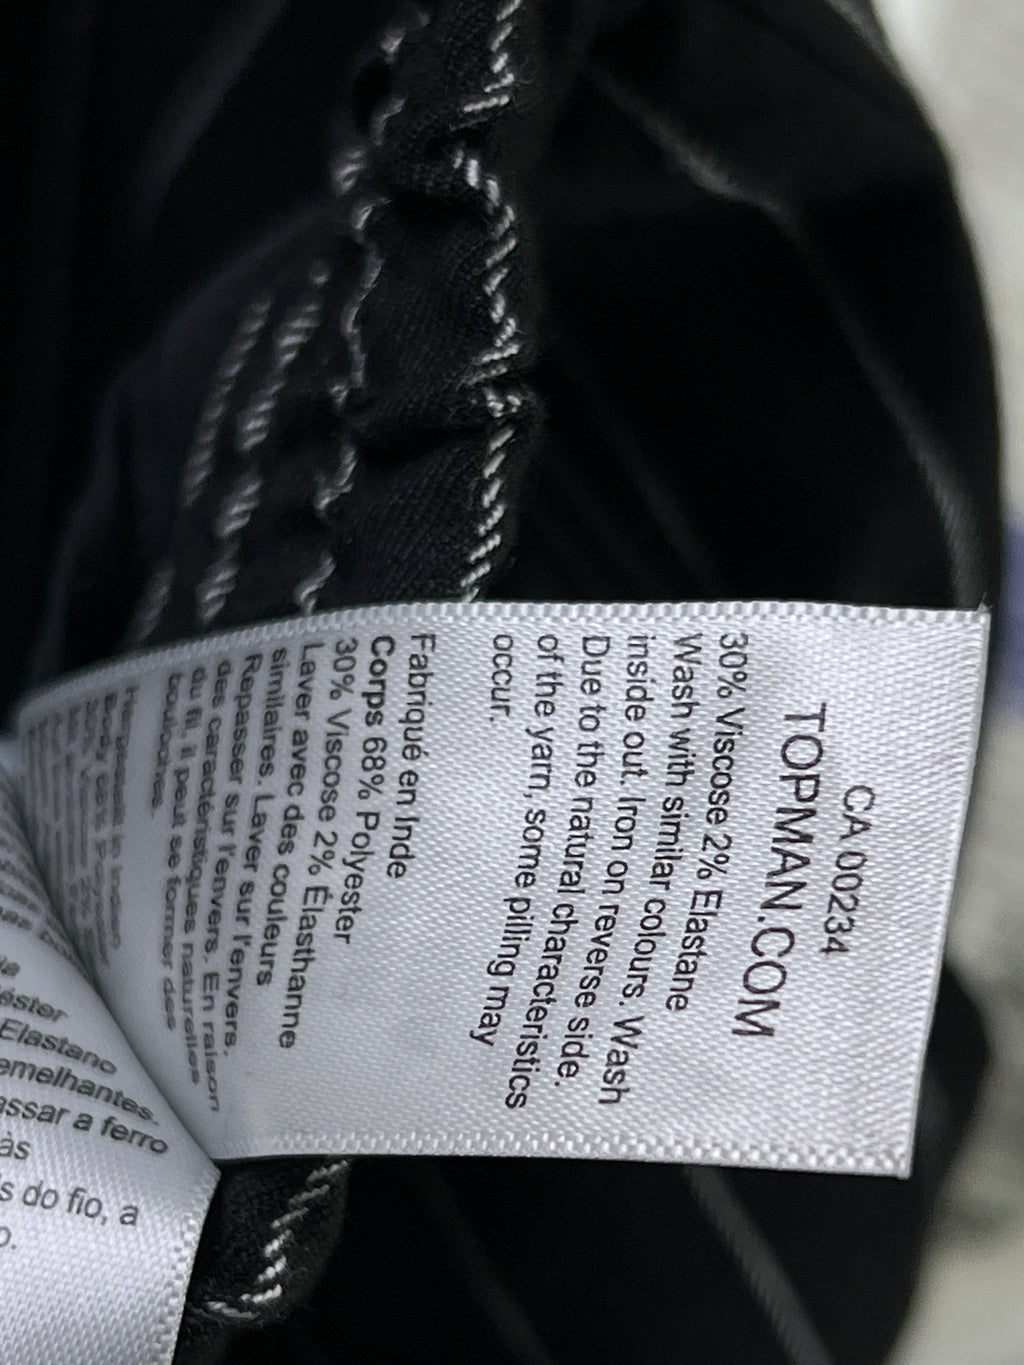 CA 00234
TOPMAN.COM
30% Viscose 2% Elastane
Wash with similar colours. Wash
inside out. Iron on reverse side.
Due to the natural characteristics
of the yarn, some pilling may
occur.
Fabriqué en Inde
Corps 68% Polyester
30% Viscose 2% Élasthanne
Laver avec des couleurs
similaires. Laver sur l'envers.
Repasser sur l'envers. En raison
des caractéristiques naturelles
du fil, il peut se former des
bouloches.
Hergestellt in Indien
Elastano
emelhantes.
assar a ferro
às
s do fio, a
o.